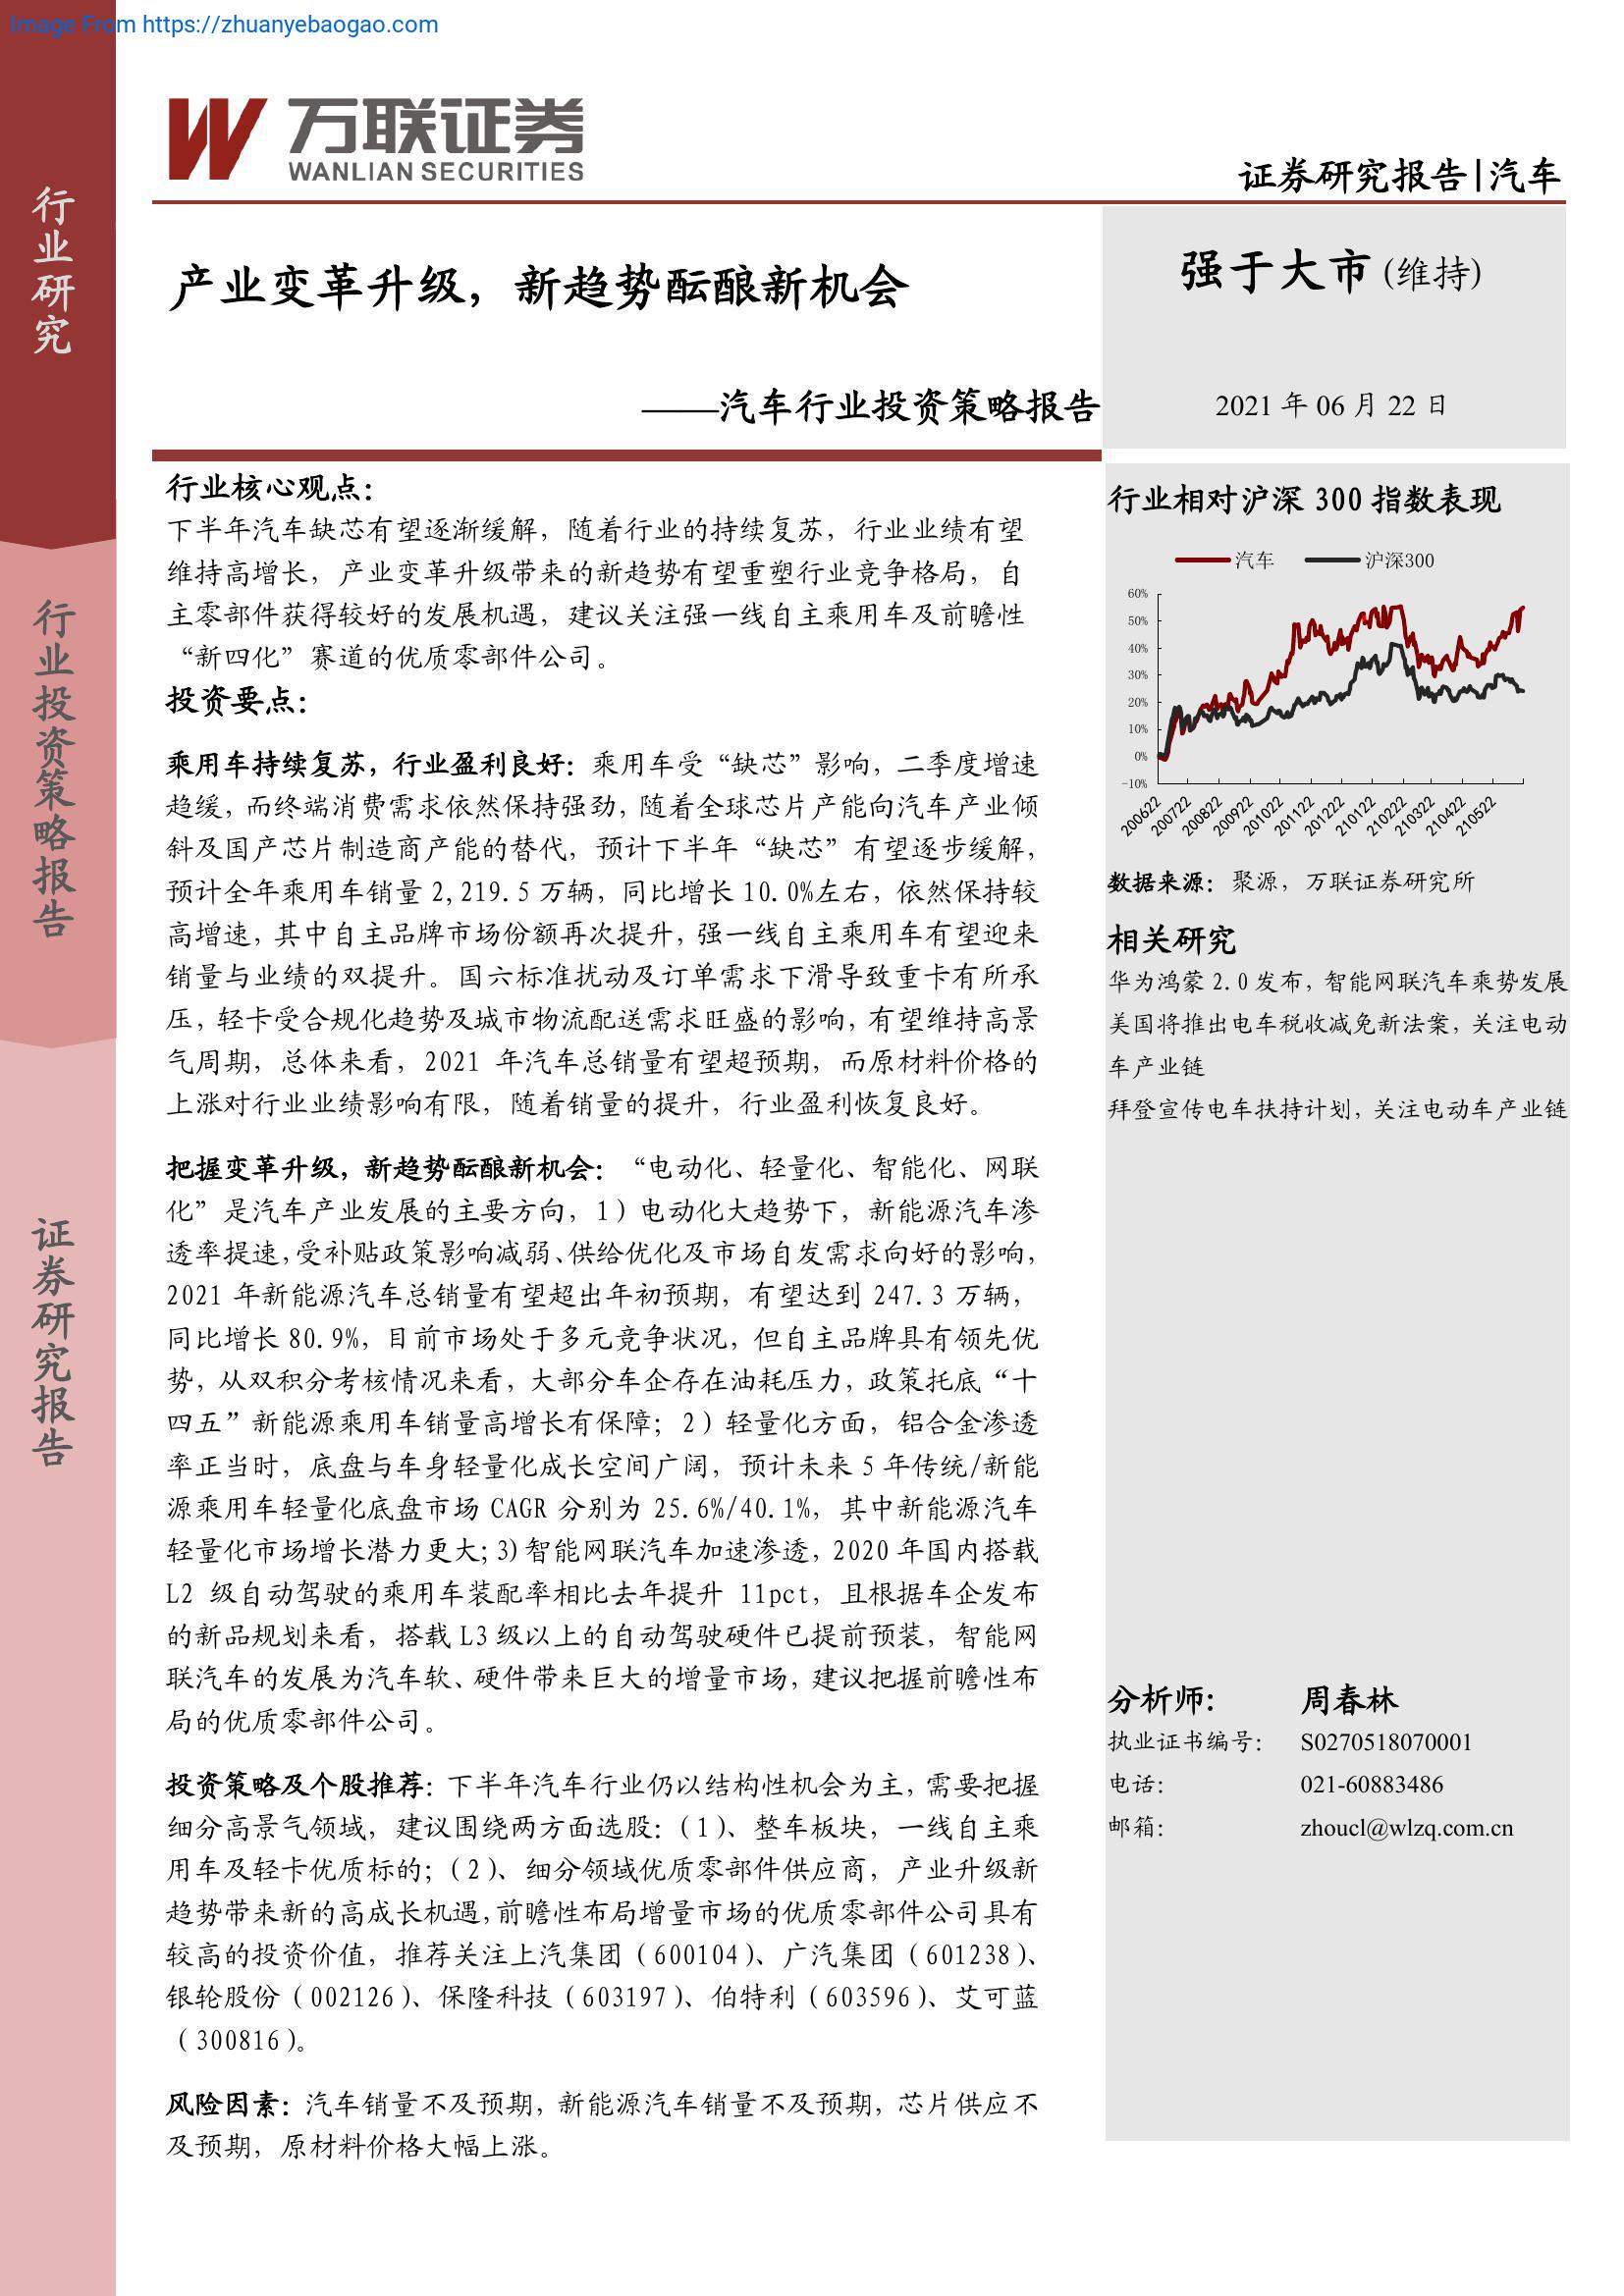 Image From https://zhuanyebaogao.com
万联证券
WANLIAN SECURITIES
证券研究报告|汽车
行业研究
行业投资策略报告
证券研究报告
产业变革升级，新趋势酝酿新机会
——汽车行业投资策略报告
强于大市(维持)
2021 年 06 月 22 日
行业核心观点：
下半年汽车缺芯有望逐渐缓解，随着行业的持续复苏，行业业绩有望
维持高增长，产业变革升级带来的新趋势有望重塑行业竞争格局，自
主零部件获得较好的发展机遇，建议关注强一线自主乘用车及前瞻性
“新四化”赛道的优质零部件公司。
投资要点：
乘用车持续复苏，行业盈利良好：乘用车受“缺芯”影响，二季度增速
趋缓，而终端消费需求依然保持强劲，随着全球芯片产能向汽车产业倾
斜及国产芯片制造商产能的替代，预计下半年“缺芯”有望逐步缓解，
预计全年乘用车销量 2,219.5 万辆，同比增长 10.0%左右，依然保持较
高增速，其中自主品牌市场份额再次提升，强一线自主乘用车有望迎来
销量与业绩的双提升。国六标准扰动及订单需求下滑导致重卡有所承
压，轻卡受合规化趋势及城市物流配送需求旺盛的影响，有望维持高景
气周期，总体来看，2021 年汽车总销量有望超预期，而原材料价格的
上涨对行业业绩影响有限，随着销量的提升，行业盈利恢复良好。
把握变革升级，新趋势酝酿新机会：“电动化、轻量化、智能化、网联
化”是汽车产业发展的主要方向，1）电动化大趋势下，新能源汽车渗
透率提速，受补贴政策影响减弱、供给优化及市场自发需求向好的影响，
2021 年新能源汽车总销量有望超出年初预期，有望达到 247.3 万辆，
同比增长 80.9%，目前市场处于多元竞争状况，但自主品牌具有领先优
势，从双积分考核情况来看，大部分车企存在油耗压力，政策托底“十
四五”新能源乘用车销量高增长有保障；2）轻量化方面，铝合金渗透
率正当时，底盘与车身轻量化成长空间广阔，预计未来 5 年传统/新能
源乘用车轻量化底盘市场 CAGR 分别为 25.6%/40.1%，其中新能源汽车
轻量化市场增长潜力更大；3)智能网联汽车加速渗透，2020 年国内搭载
L2 级自动驾驶的乘用车装配率相比去年提升 11pct，且根据车企发布
的新品规划来看，搭载 L3 级以上的自动驾驶硬件已提前预装，智能网
联汽车的发展为汽车软、硬件带来巨大的增量市场，建议把握前瞻性布
局的优质零部件公司。
投资策略及个股推荐：下半年汽车行业仍以结构性机会为主，需要把握
细分高景气领域，建议围绕两方面选股：（1）、整车板块，一线自主乘
用车及轻卡优质标的；（2）、细分领域优质零部件供应商，产业升级新
趋势带来新的高成长机遇，前瞻性布局增量市场的优质零部件公司具有
较高的投资价值，推荐关注上汽集团（600104）、广汽集团（601238）、
银轮股份（002126）、保隆科技（603197）、伯特利（603596）、艾可蓝
（300816）。
风险因素：汽车销量不及预期，新能源汽车销量不及预期，芯片供应不
及预期，原材料价格大幅上涨。
行业相对沪深 300 指数表现
汽车 沪深300
60%
50%
40%
30%
20%
10%
0%
-10%
200622 200722 200822 200922 201022 201122 201222 210122 210222 210322 210422 210522
数据来源：聚源，万联证券研究所
相关研究
华为鸿蒙 2.0 发布，智能网联汽车乘势发展
美国将推出电车税收减免新法案，关注电动
车产业链
拜登宣传电车扶持计划，关注电动车产业链
分析师： 周春林
执业证书编号： S0270518070001
电话： 021-60883486
邮箱： zhoucl@wlzq.com.cn